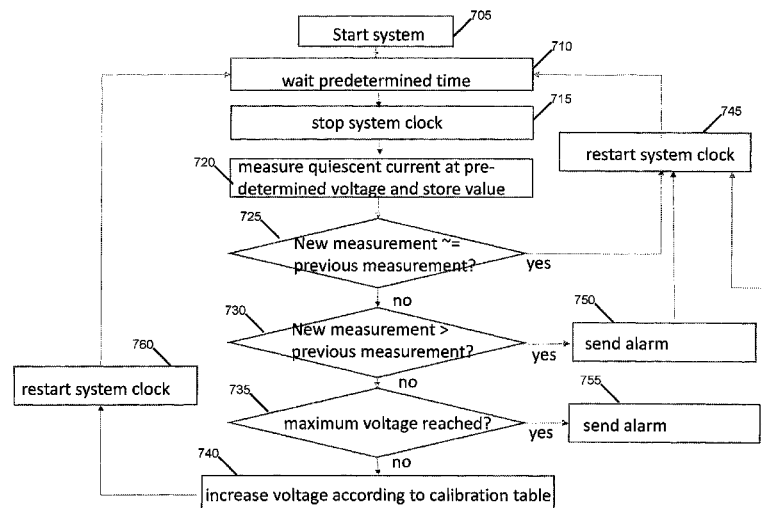 Start system
705
710
wait predetermined time
715
stop system clock
745
restart system clock
720
measure quiescent current at pre-
determined voltage and store value
725
New measurement ~=
previous measurement?
yes
no
730
New measurement >
previous measurement?
yes
750
send alarm
no
760
restart system clock
735
maximum voltage reached?
yes
755
send alarm
no
740
increase voltage according to calibration table